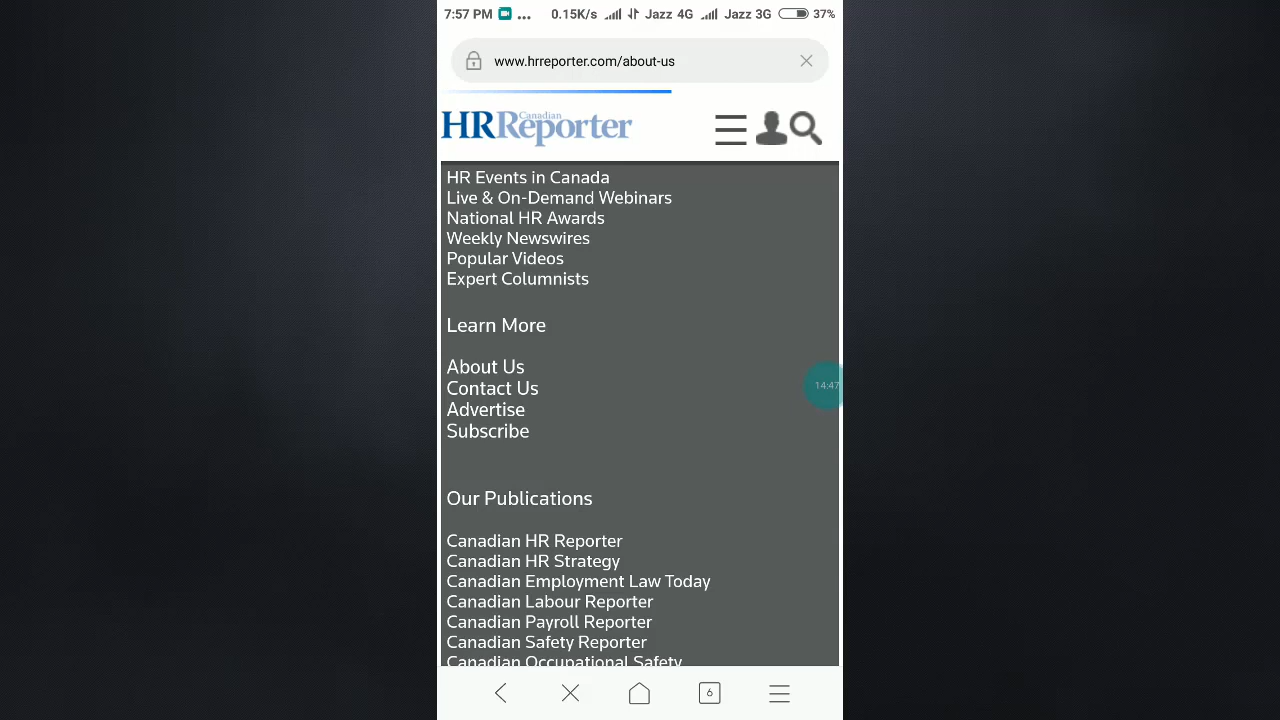 7:57 PM ... 0.15K/s Jazz 4G Jazz 3G 37%
www.hrreporter.com/about-us
Canadian
HRReporter
HR Events in Canada
Live & On-Demand Webinars
National HR Awards
Weekly Newswires
Popular Videos
Expert Columnists
Learn More
About Us
Contact Us
14:47
Advertise
Subscribe
Our Publications
Canadian HR Reporter
Canadian HR Strategy
Canadian Employment Law Today
Canadian Labour Reporter
Canadian Payroll Reporter
Canadian Safety Reporter
Canadian Occupational Safety
6